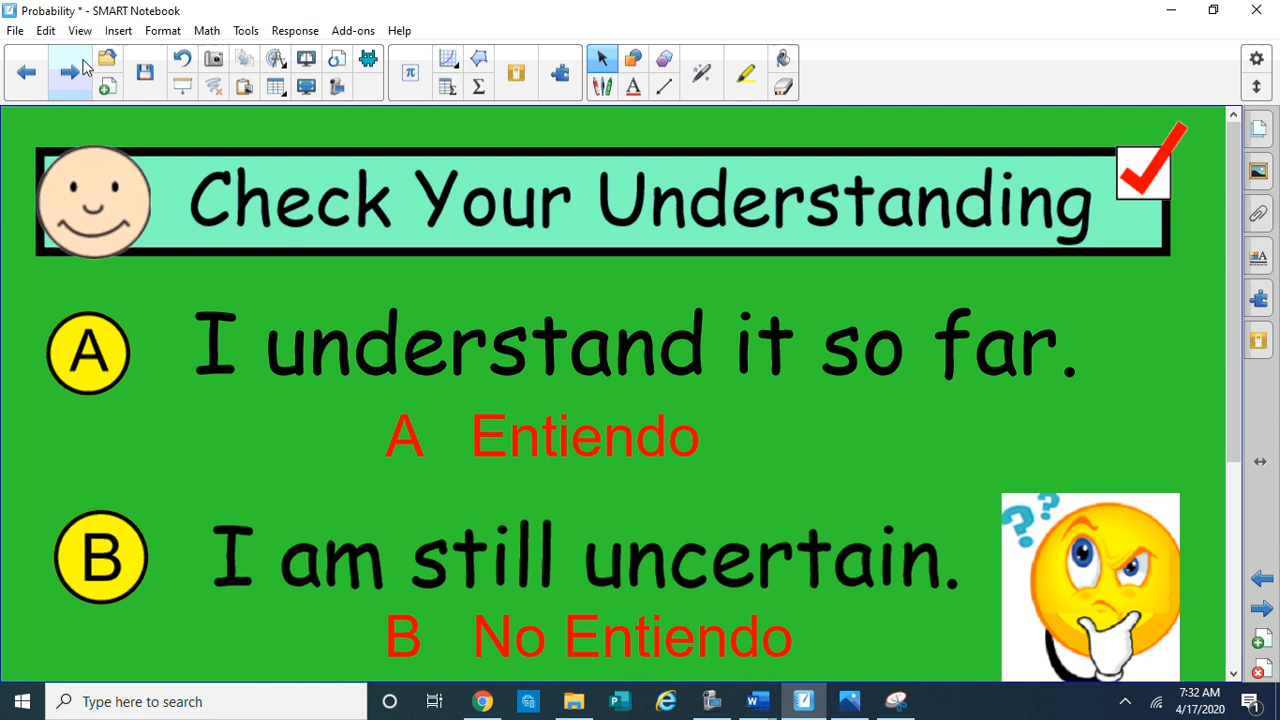 Probability * - SMART Notebook
File Edit View Insert Format Math Tools Response Add-ons Help
Check Your Understanding
A I understand it so far.
A Entiendo
B I am still uncertain.
B No Entiendo
Type here to search
7:32 AM
4/17/2020